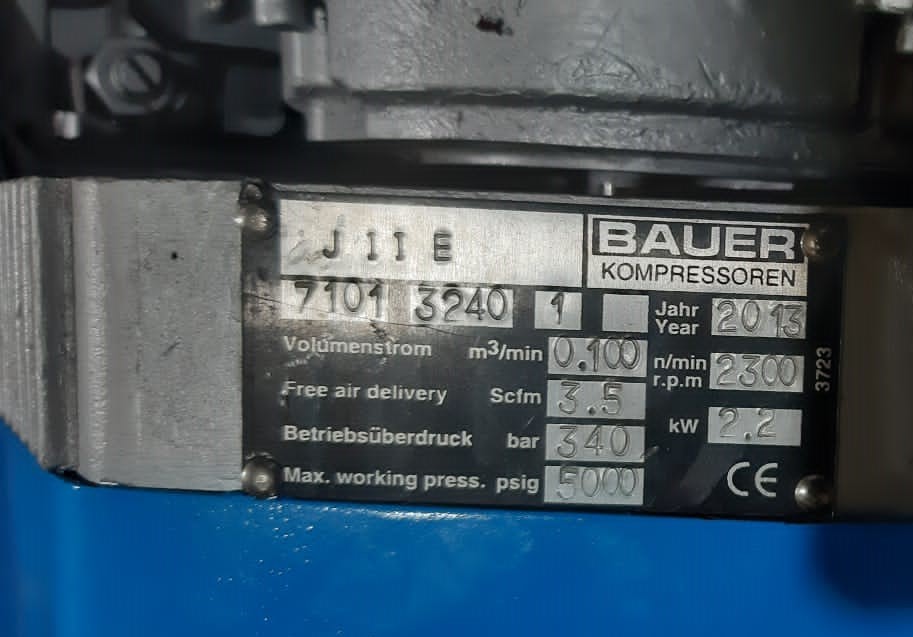 J II E
BAUER
KOMPRESSOREN
7101 3240 1
Jahr
Year 2013
Volumenstrom m3/min 0.100
n/min
r.p.m 2300
Free air delivery Scfm 3.5
kW 2.2
Betriebsüberdruck bar 340
Max. working press. psig 5000
CE
3723